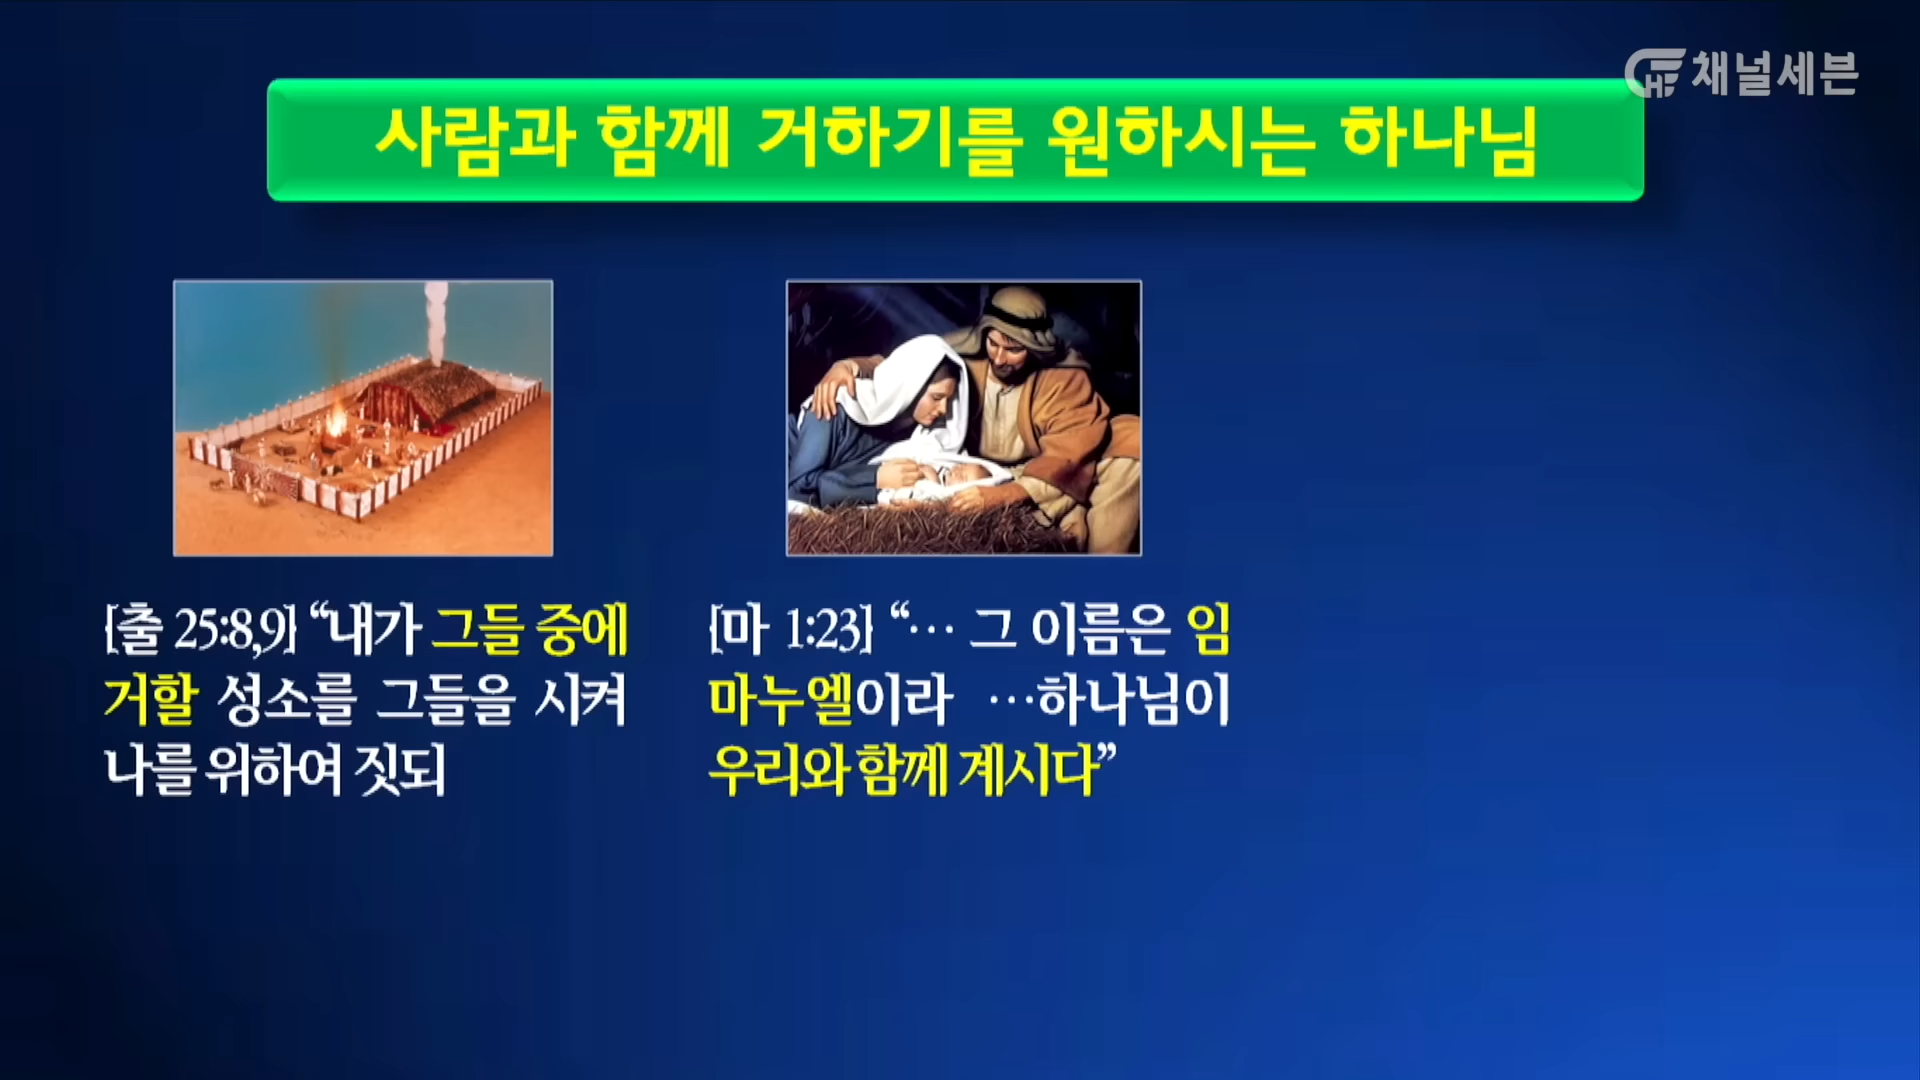 채널세븐
사람과 함께 거하기를 원하시는 하나님
[출 25:8,9] “내가 그들 중에
거할 성소를 그들을 시켜
나를 위하여 짓되
[마 1:23] “… 그 이름은 임
마누엘이라 …하나님이
우리와 함께 계시다”